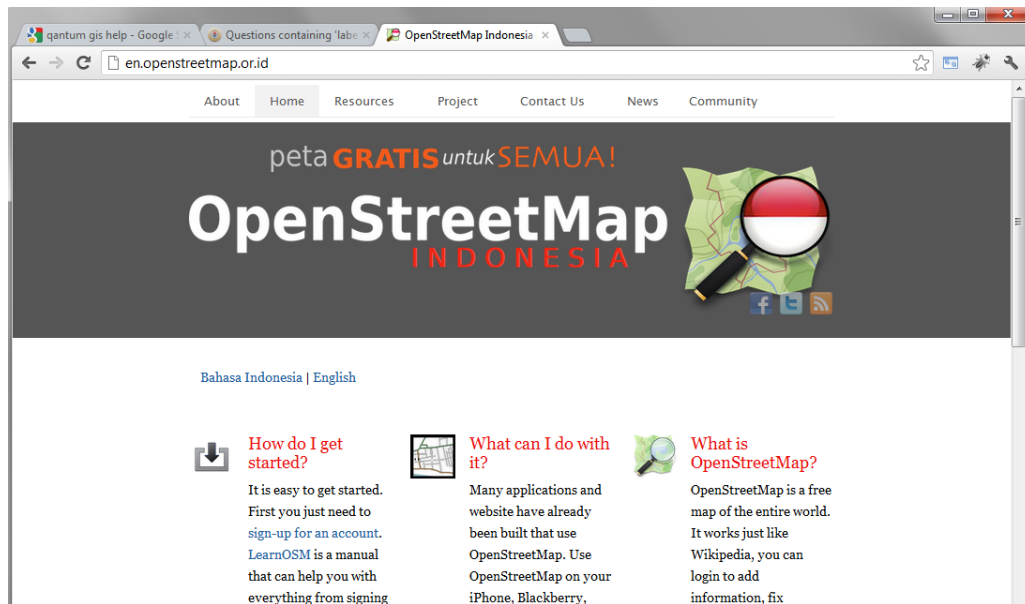 qantum gis help - Google
Questions containing 'labe
OpenStreetMap Indonesia
en.openstreetmap.or.id
About Home Resources Project Contact Us News Community
peta GRATIS untuk SEMUA!
OpenStreetMap
INDONESIA
Bahasa Indonesia | English
How do I get
started?
It is easy to get started.
First you just need to
sign-up for an account.
LearnOSM is a manual
that can help you with
everything from signing
What can I do with
it?
Many applications and
website have already
been built that use
OpenStreetMap. Use
OpenStreetMap on your
iPhone, Blackberry,
What is
OpenStreetMap?
OpenStreetMap is a free
map of the entire world.
It works just like
Wikipedia, you can
login to add
information, fix